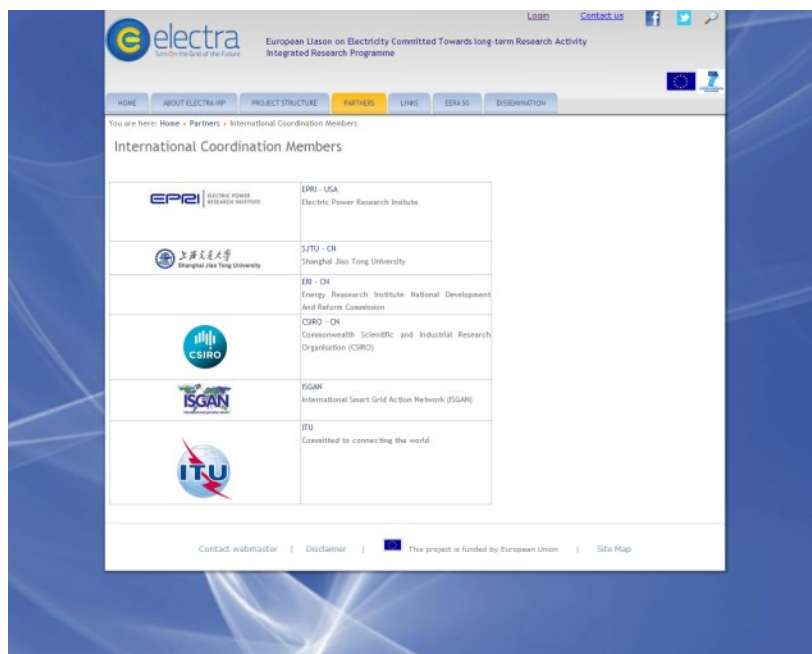 Login Contact us
electra
Turn On the Grid of the Future
European Liason on Electricity Committed Towards long-term Research Activity
Integrated Research Programme
HOME ABOUT ELECTRA IRP PROJECT STRUCTURE PARTNERS LINKS EERA SG DISSEMINATION
You are here: Home Partners International Coordination Members
International Coordination Members
EPRI ELECTRIC POWER
RESEARCH INSTITUTE
EPRI - USA
Electric Power Research Insitute
上海交通大学
Shanghai Jiao Tong University
SJTU - CN
Shanghai Jiao Tong University
ERI - CN
Energy Reasearch Institute National Development
And Reform Commission
CSIRO
CSIRO - CN
Commonwealth Scientific and Industrial Research
Organisation (CSIRO)
ISGAN
ISGAN
International Smart Grid Action Network (ISGAN)
ITU
ITU
Committed to connecting the world
Contact webmaster | Disclaimer | This project is funded by European Union | Site Map